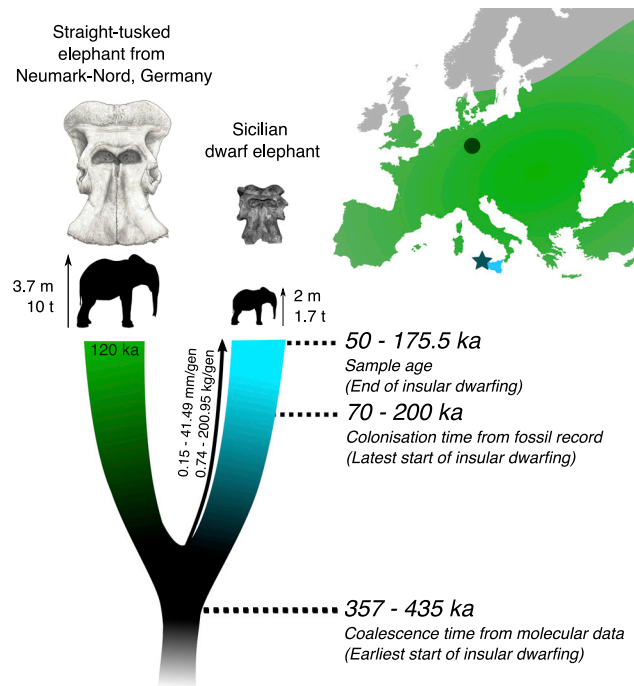 Straight-tusked
elephant from
Neumark-Nord, Germany
Sicilian
dwarf elephant
3.7 m
10 t
2 m
1.7 t
120 ka
0.15 - 41.49 mm/gen
0.74 - 200.95 kg/gen
50 - 175.5 ka
Sample age
(End of insular dwarfing)
70 - 200 ka
Colonisation time from fossil record
(Latest start of insular dwarfing)
357 - 435 ka
Coalescence time from molecular data
(Earliest start of insular dwarfing)